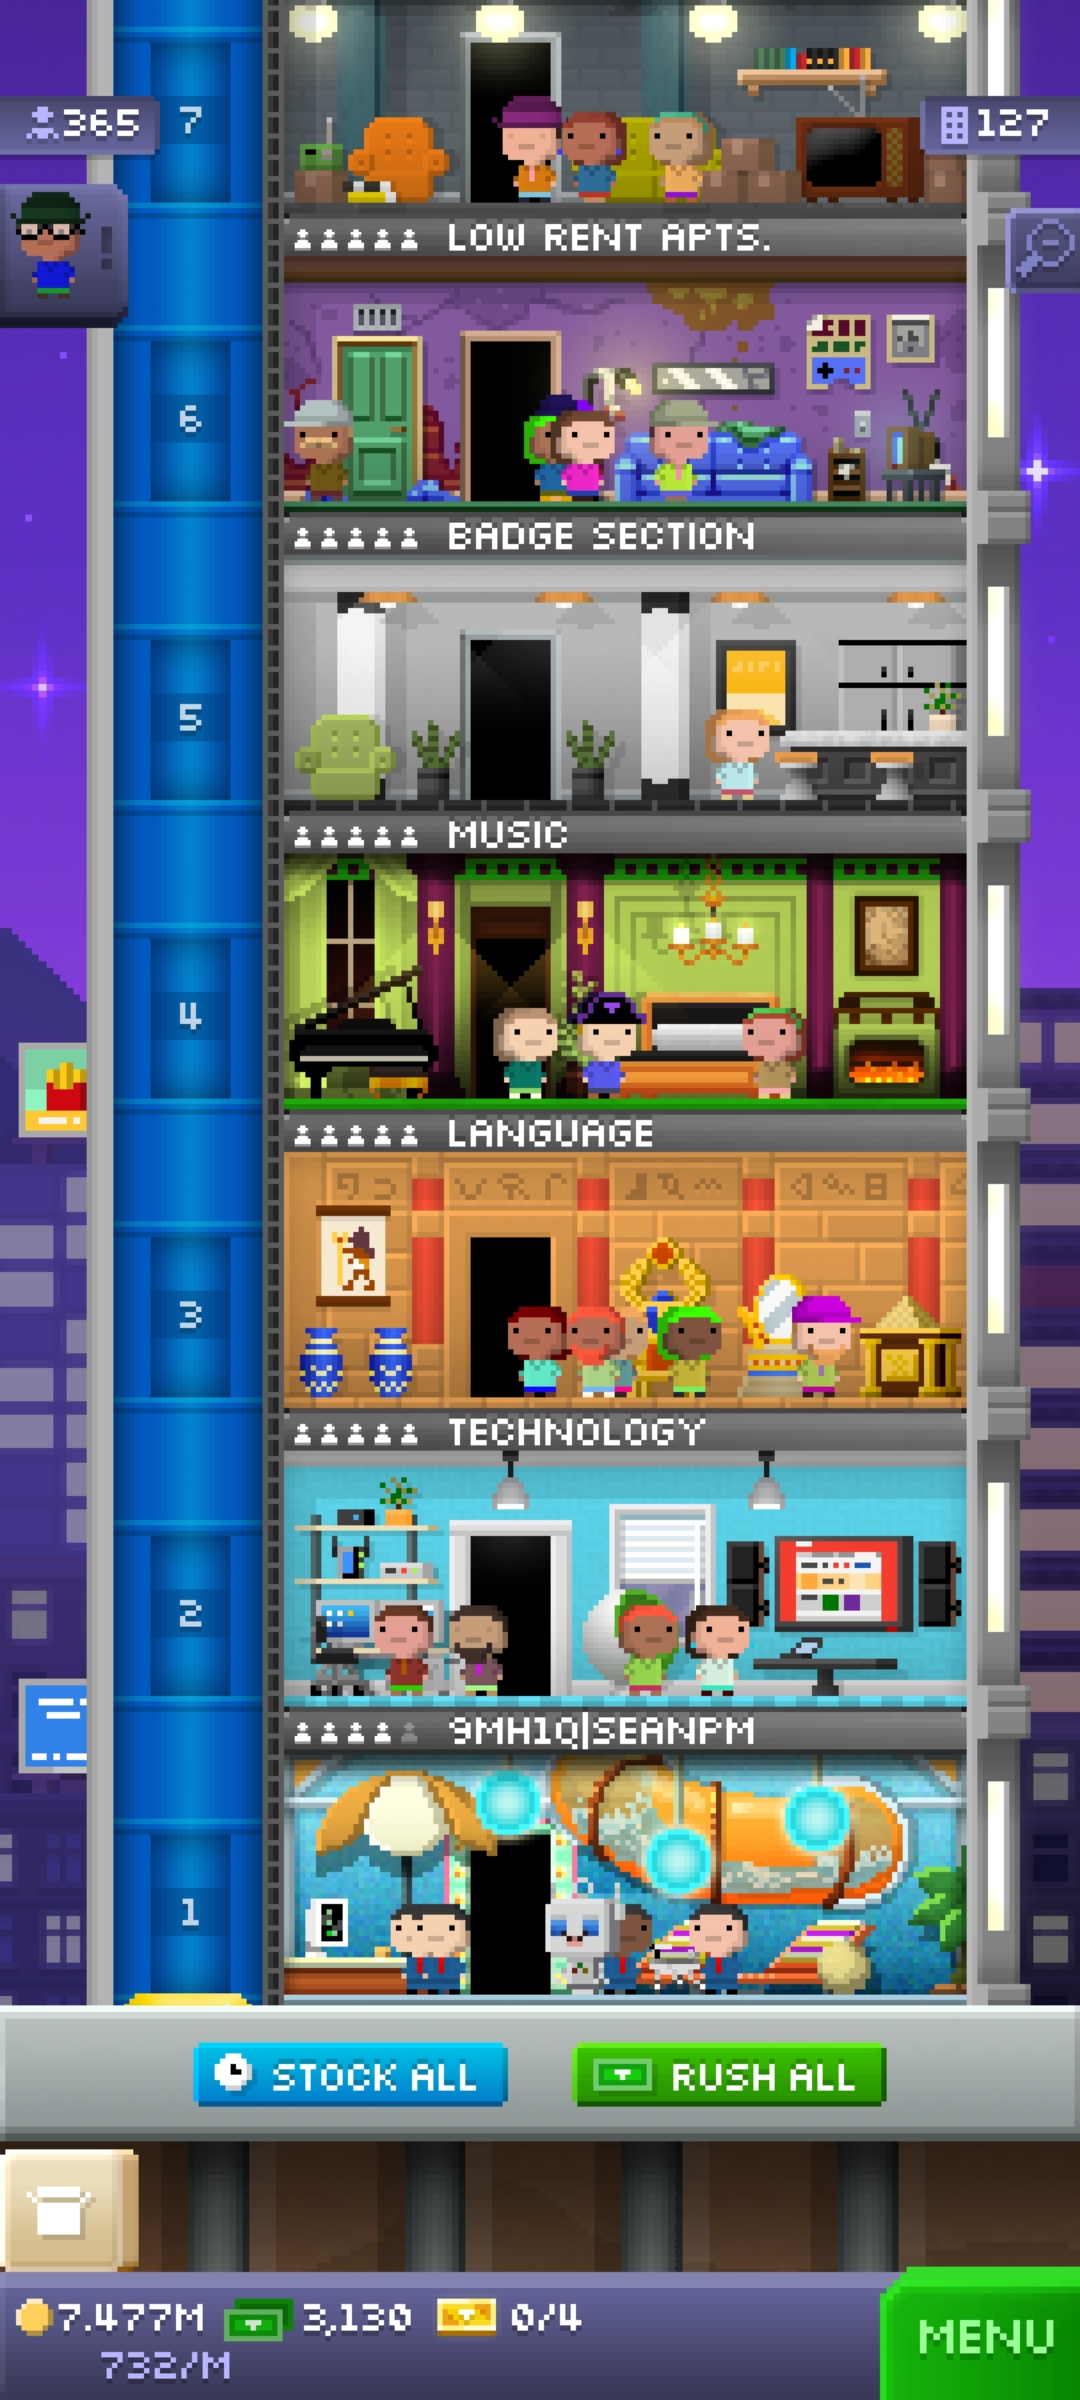 7
365
127
LOW RENT APTS.
6
BADGE SECTION
5
MUSIC
4
LANGUAGE
3
TECHNOLOGY
2
9MH1Q|SEANPM
1
STOCK ALL
RUSH ALL
7.477M
3,130
0/4
732/M
MENU